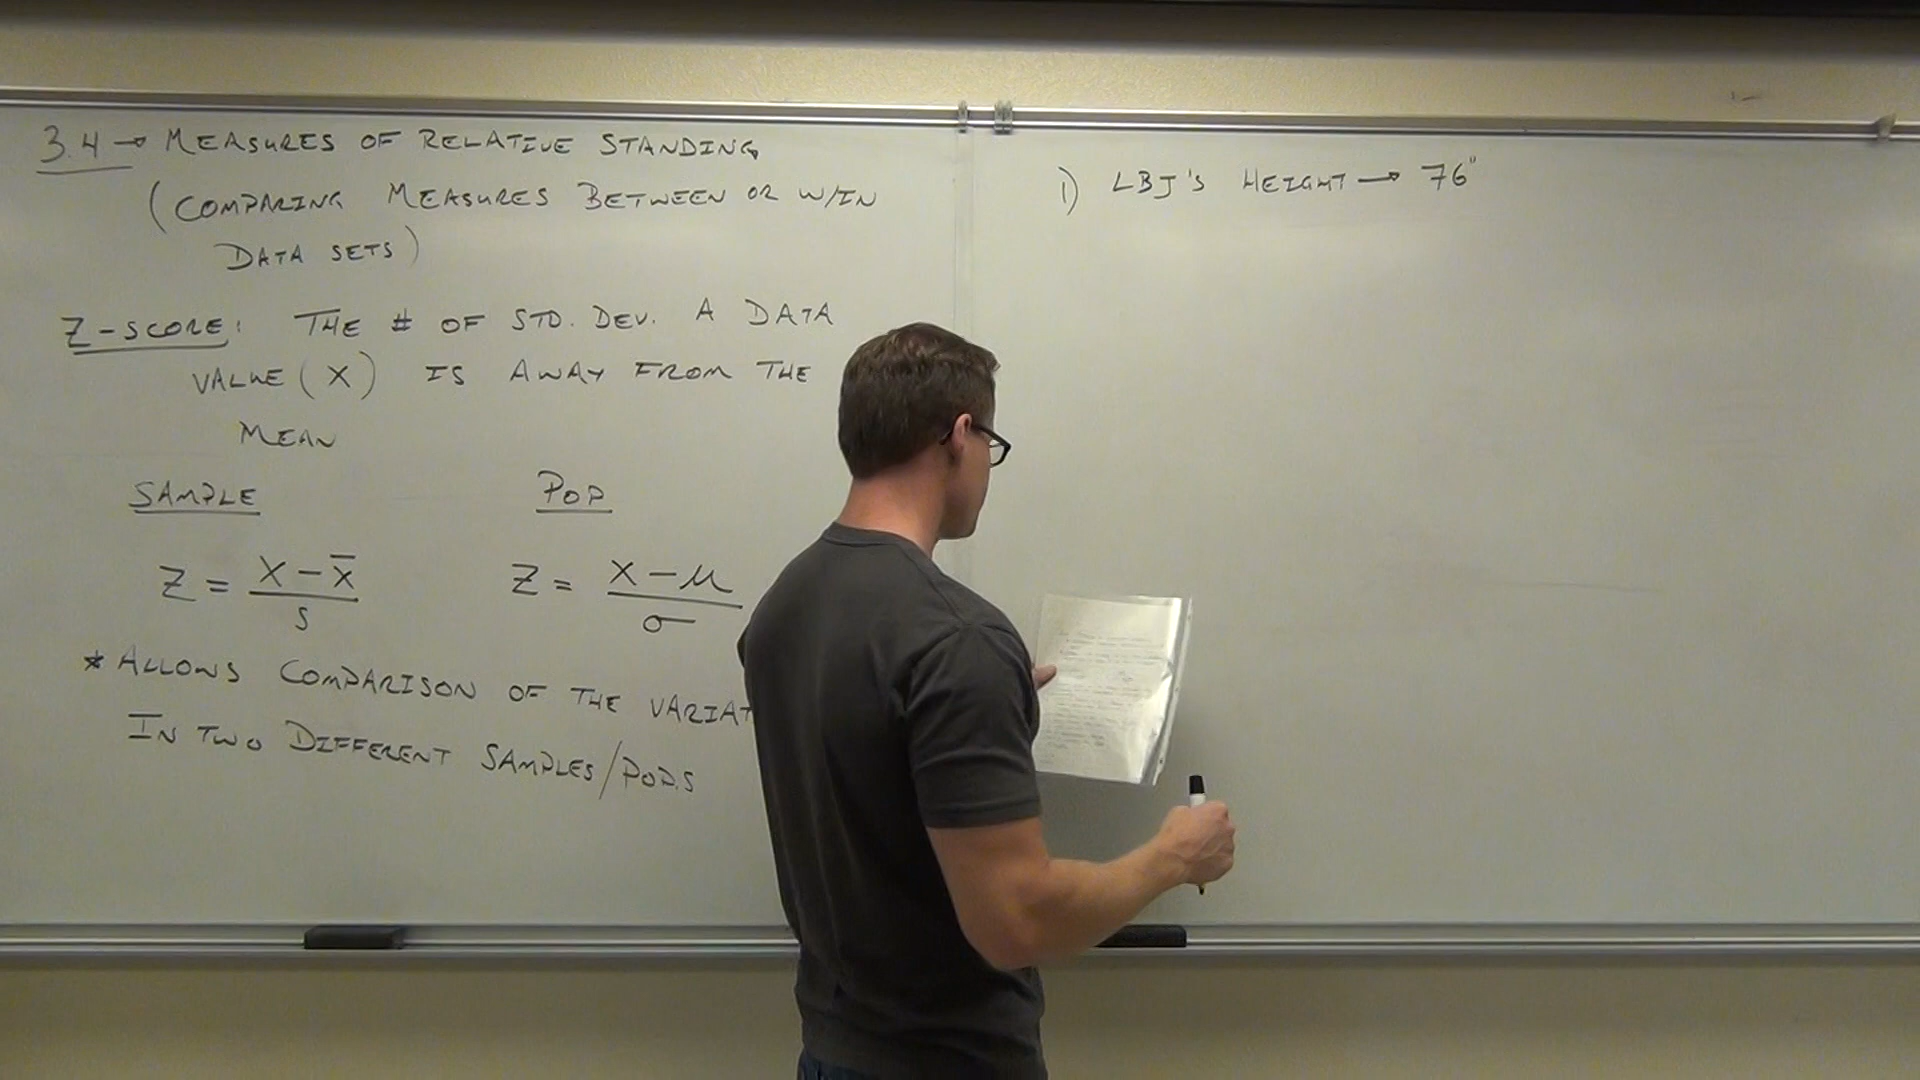 3.4 → MEASURES OF RELATIVE STANDING
(COMPARING MEASURES BETWEEN OR W/IN
DATA SETS)
Z-SCORE: THE # OF STD. DEV. A DATA
VALUE (X) IS AWAY FROM THE
MEAN
SAMPLE
Z = X - x̄ / s
POP
Z = X - μ / σ
* ALLOWS COMPARISON OF THE VARIAT
IN TWO DIFFERENT SAMPLES/POPS
1) LBJ'S HEIGHT → 76"